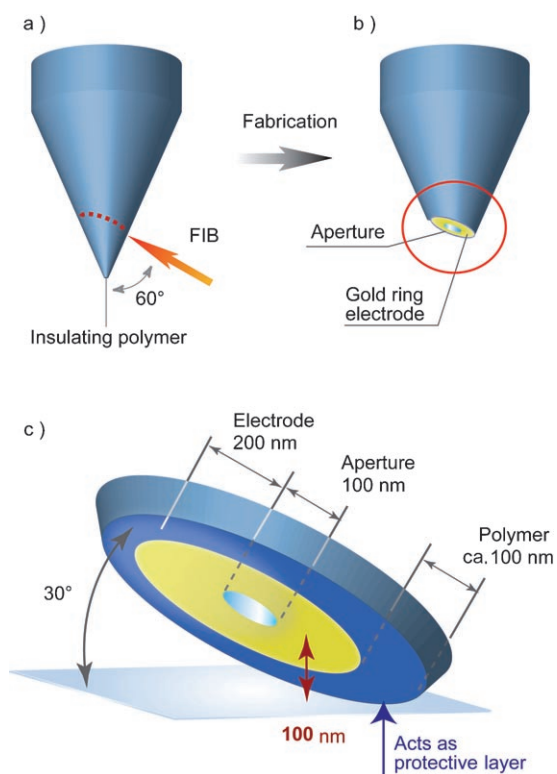 a )
b )
Fabrication
FIB
60°
Insulating polymer
Aperture
Gold ring
electrode
c )
Electrode
200 nm
Aperture
100 nm
Polymer
ca.100 nm
30°
100 nm
Acts as
protective layer